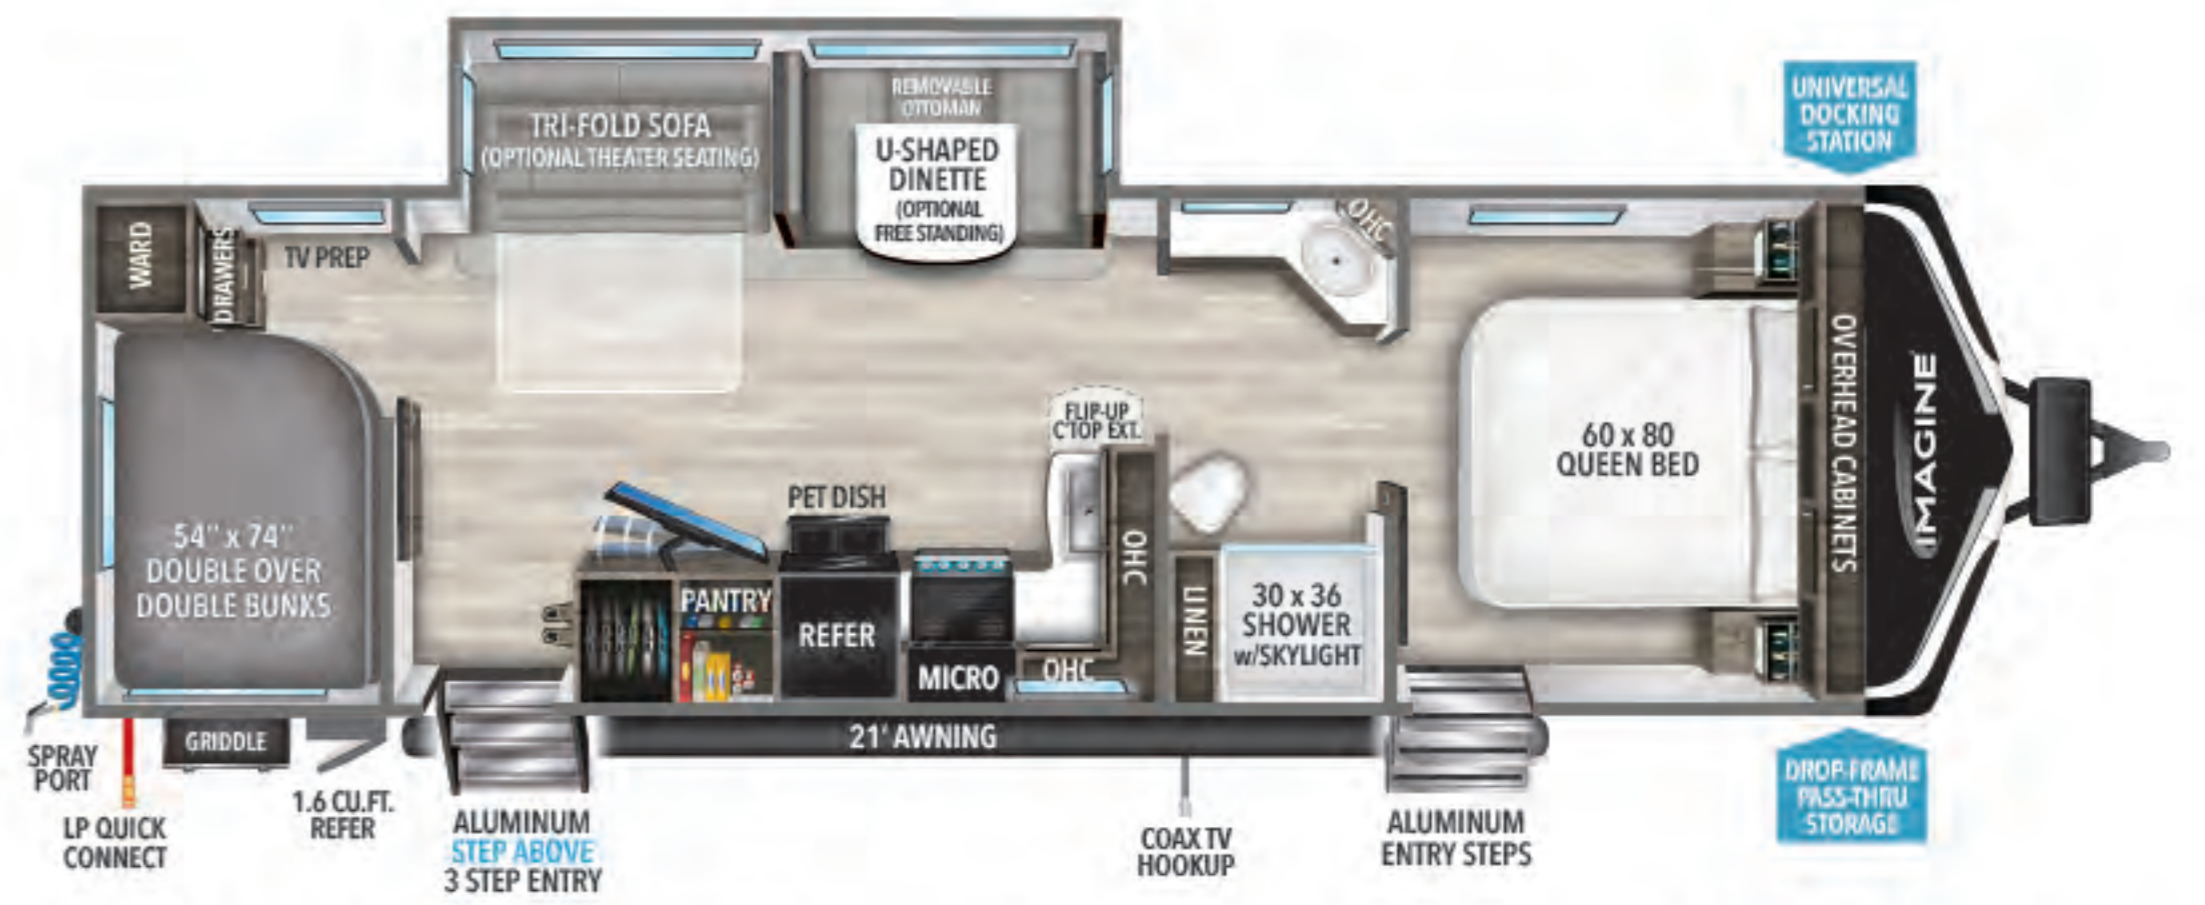 UNIVERSAL
DOCKING
STATION
REMOVABLE
OTTOMAN
TRI-FOLD SOFA
(OPTIONAL THEATER SEATING)
U-SHAPED
DINETTE
(OPTIONAL
FREE STANDING)
WARD
DRAWERS
TV PREP
OHC
OVERHEAD CABINETS
IMAGINE
60 x 80
QUEEN BED
FLIP-UP
C'TOP EXT.
PET DISH
54" x 74"
DOUBLE OVER
DOUBLE BUNKS
PANTRY
REFER
MICRO
OHC
OHC
LINEN
30 x 36
SHOWER
w/SKYLIGHT
GRIDDLE
21' AWNING
SPRAY
PORT
LP QUICK
CONNECT
1.6 CU.FT.
REFER
ALUMINUM
STEP ABOVE
3 STEP ENTRY
COAX TV
HOOKUP
ALUMINUM
ENTRY STEPS
DROP-FRAME
PASS-THRU
STORAGE